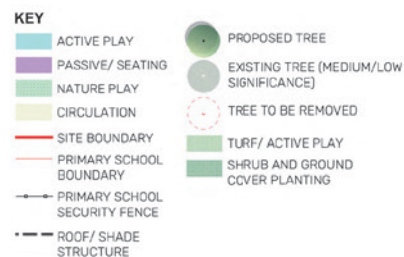 KEY
ACTIVE PLAY
PASSIVE/ SEATING
NATURE PLAY
CIRCULATION
SITE BOUNDARY
PRIMARY SCHOOL
BOUNDARY
PRIMARY SCHOOL
SECURITY FENCE
ROOF/ SHADE
STRUCTURE
PROPOSED TREE
EXISTING TREE (MEDIUM/LOW
SIGNIFICANCE)
TREE TO BE REMOVED
TURF/ ACTIVE PLAY
SHRUB AND GROUND
COVER PLANTING